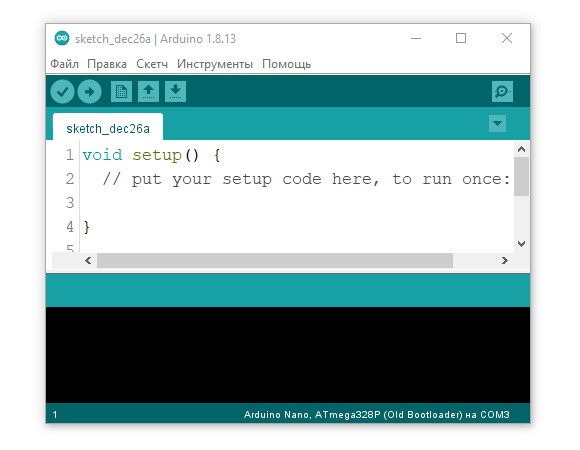 sketch_dec26a | Arduino 1.8.13
Файл Правка Скетч Инструменты Помощь
sketch_dec26a
1 void setup() {
2 // put your setup code here, to run once:
3
4 }
5
1 Arduino Nano, ATmega328P (Old Bootloader) на COM3